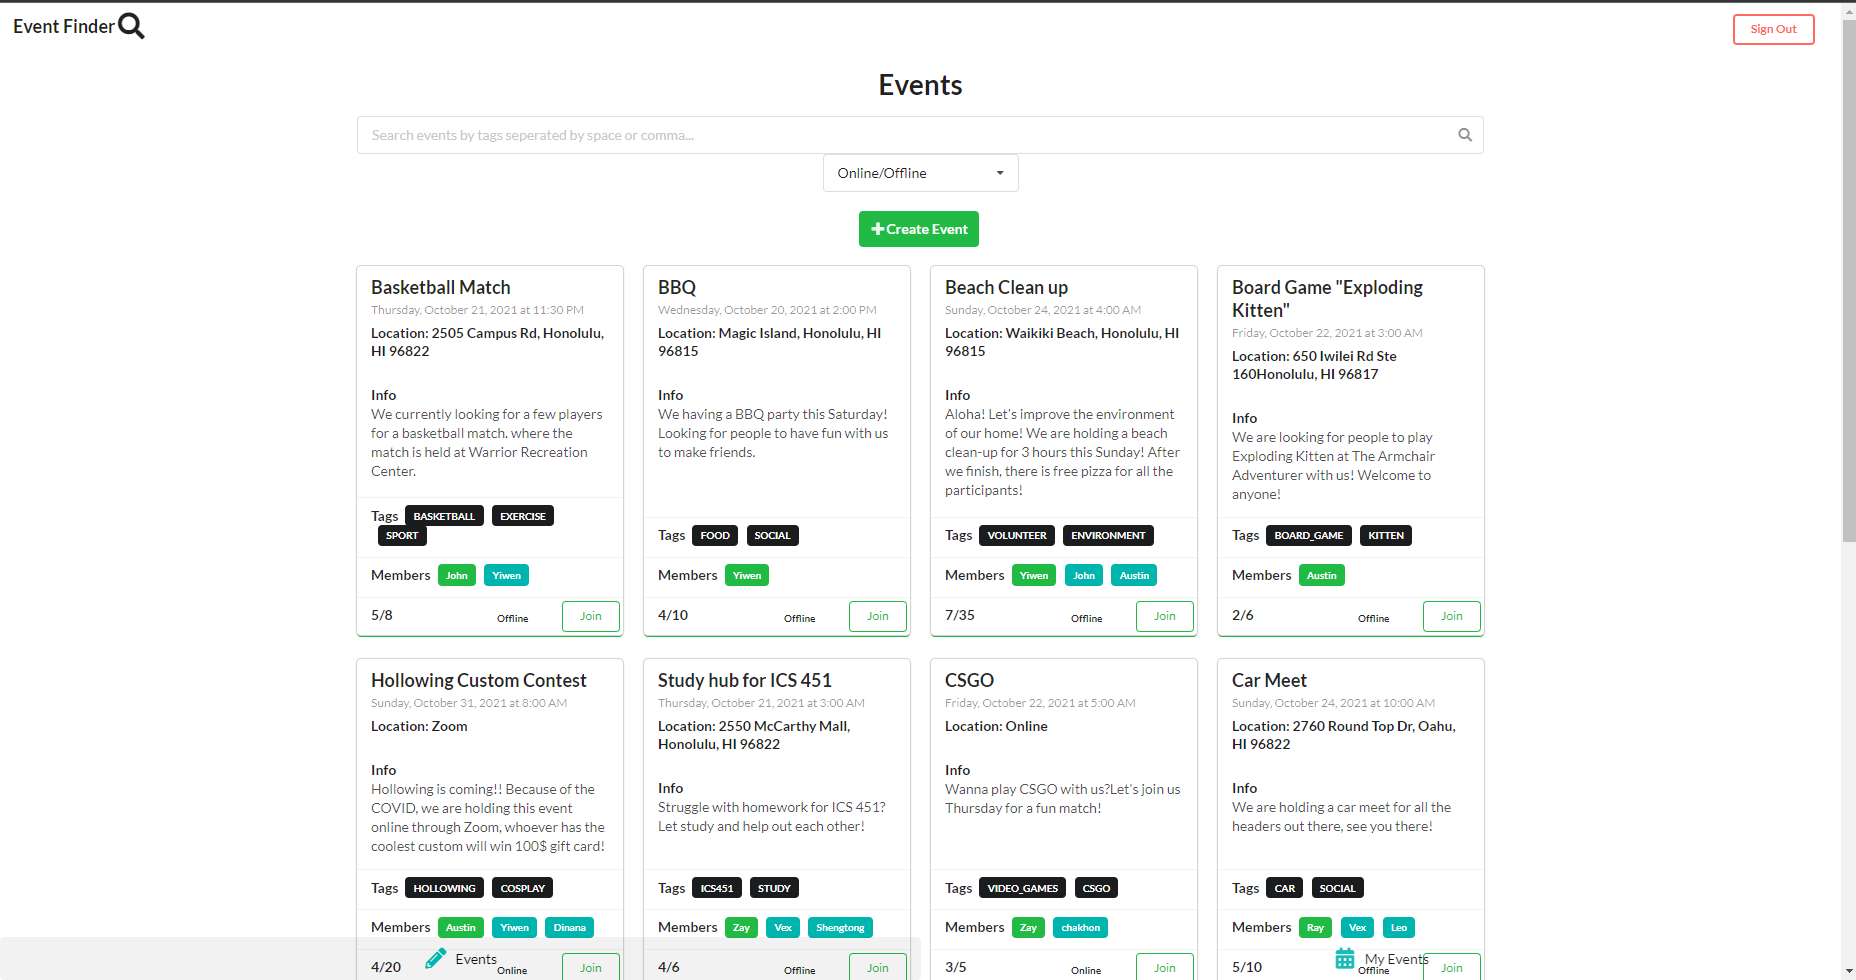 Event Finder
Sign Out
Events
Search events by tags seperated by space or comma...
Online/Offline
Create Event
Basketball Match
Thursday, October 21, 2021 at 11:30 PM
Location: 2505 Campus Rd, Honolulu,
HI 96822
Info
We currently looking for a few players
for a basketball match. where the
match is held at Warrior Recreation
Center.
Tags BASKETBALL EXERCISE
SPORT
Members John Yiwen
5/8 Offline Join
BBQ
Wednesday, October 20, 2021 at 2:00 PM
Location: Magic Island, Honolulu, HI
96815
Info
We having a BBQ party this Saturday!
Looking for people to have fun with us
to make friends.
Tags FOOD SOCIAL
Members Yiwen
4/10 Offline Join
Beach Clean up
Sunday, October 24, 2021 at 4:00 AM
Location: Waikiki Beach, Honolulu, HI
96815
Info
Aloha! Let's improve the environment
of our home! We are holding a beach
clean-up for 3 hours this Sunday! After
we finish, there is free pizza for all the
participants!
Tags VOLUNTEER ENVIRONMENT
Members Yiwen John Austin
7/35 Offline Join
Board Game "Exploding
Kitten"
Friday, October 22, 2021 at 3:00 AM
Location: 650 Iwilei Rd Ste
160Honolulu, HI 96817
Info
We are looking for people to play
Exploding Kitten at The Armchair
Adventurer with us! Welcome to
anyone!
Tags BOARD_GAME KITTEN
Members Austin
2/6 Offline Join
Hollowing Custom Contest
Sunday, October 31, 2021 at 8:00 AM
Location: Zoom
Info
Hollowing is coming!! Because of the
COVID, we are holding this event
online through Zoom, whoever has the
coolest custom will win 100$ gift card!
Tags HOLLOWING COSPLAY
Members Austin Yiwen Dinana
4/20 Online Join
Study hub for ICS 451
Thursday, October 21, 2021 at 3:00 AM
Location: 2550 McCarthy Mall,
Honolulu, HI 96822
Info
Struggle with homework for ICS 451?
Let study and help out each other!
Tags ICS451 STUDY
Members Zay Vex Shengtong
4/6 Offline Join
CSGO
Friday, October 22, 2021 at 5:00 AM
Location: Online
Info
Wanna play CSGO with us?Let's join us
Thursday for a fun match!
Tags VIDEO_GAMES CSGO
Members Zay chakhon
3/5 Online Join
Car Meet
Sunday, October 24, 2021 at 10:00 AM
Location: 2760 Round Top Dr, Oahu,
HI 96822
Info
We are holding a car meet for all the
headers out there, see you there!
Tags CAR SOCIAL
Members Ray Vex Leo
5/10 Offline Join
Events
My Events